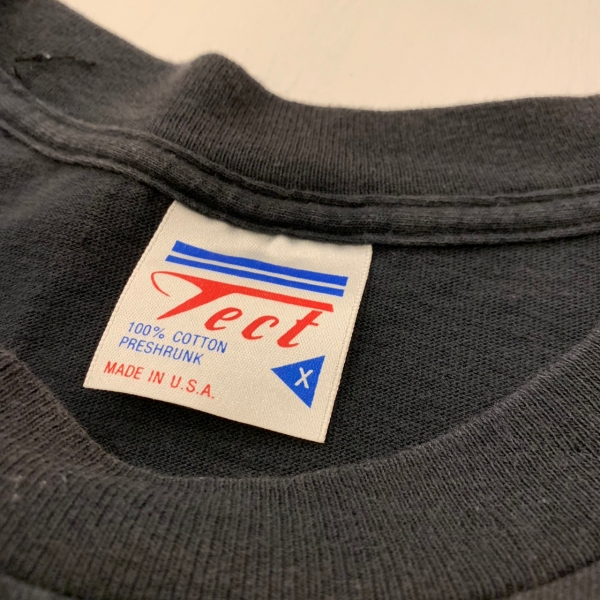 Tect
100% COTTON
PRESHRUNK
MADE IN U.S.A.
X